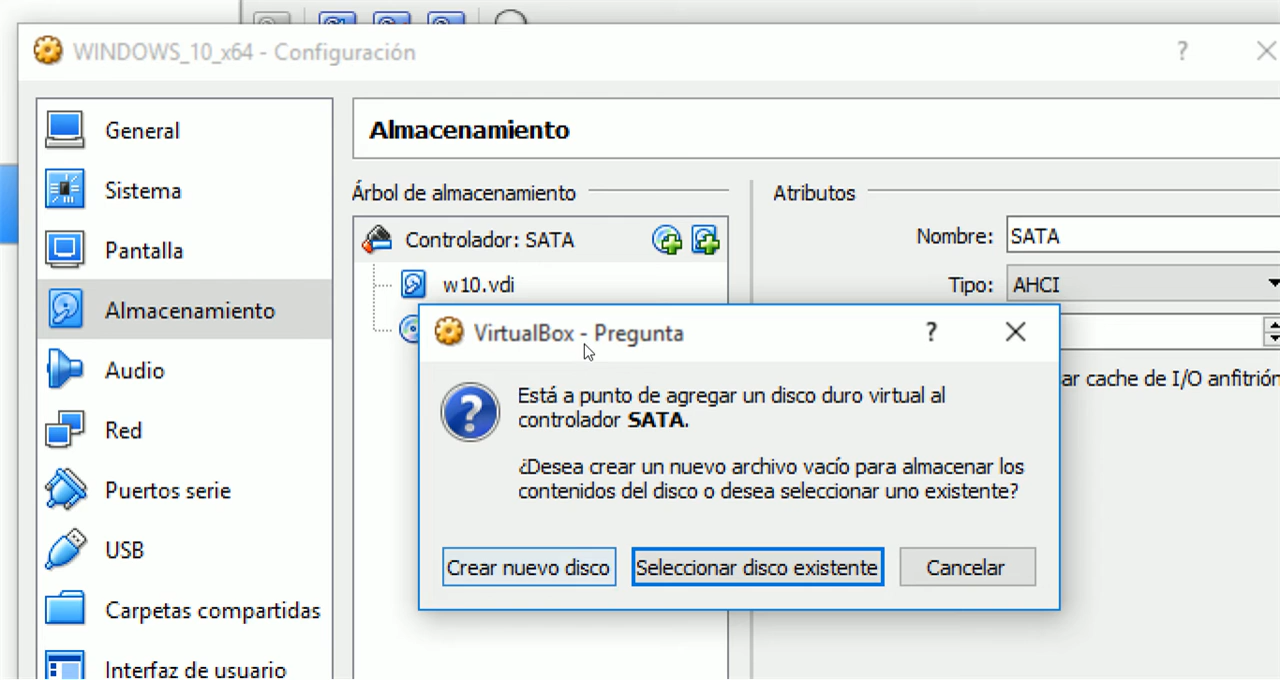 WINDOWS_10_x64 - Configuración
?
General
Sistema
Pantalla
Almacenamiento
Audio
Red
Puertos serie
USB
Carpetas compartidas
Interfaz de usuario
Almacenamiento
Árbol de almacenamiento
Controlador: SATA
w10.vdi
Atributos
Nombre: SATA
Tipo: AHCI
ar cache de I/O anfitrión
VirtualBox - Pregunta
?
Está a punto de agregar un disco duro virtual al
controlador SATA.
¿Desea crear un nuevo archivo vacío para almacenar los
contenidos del disco o desea seleccionar uno existente?
Crear nuevo disco
Seleccionar disco existente
Cancelar